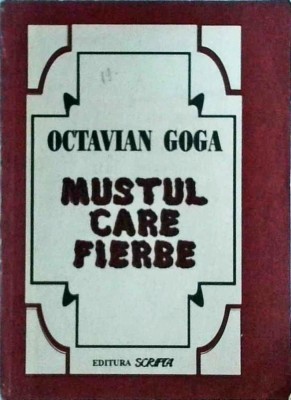 OCTAVIAN GOGA
MUSTUL
CARE
FIERBE
EDITURA SCRIPTA